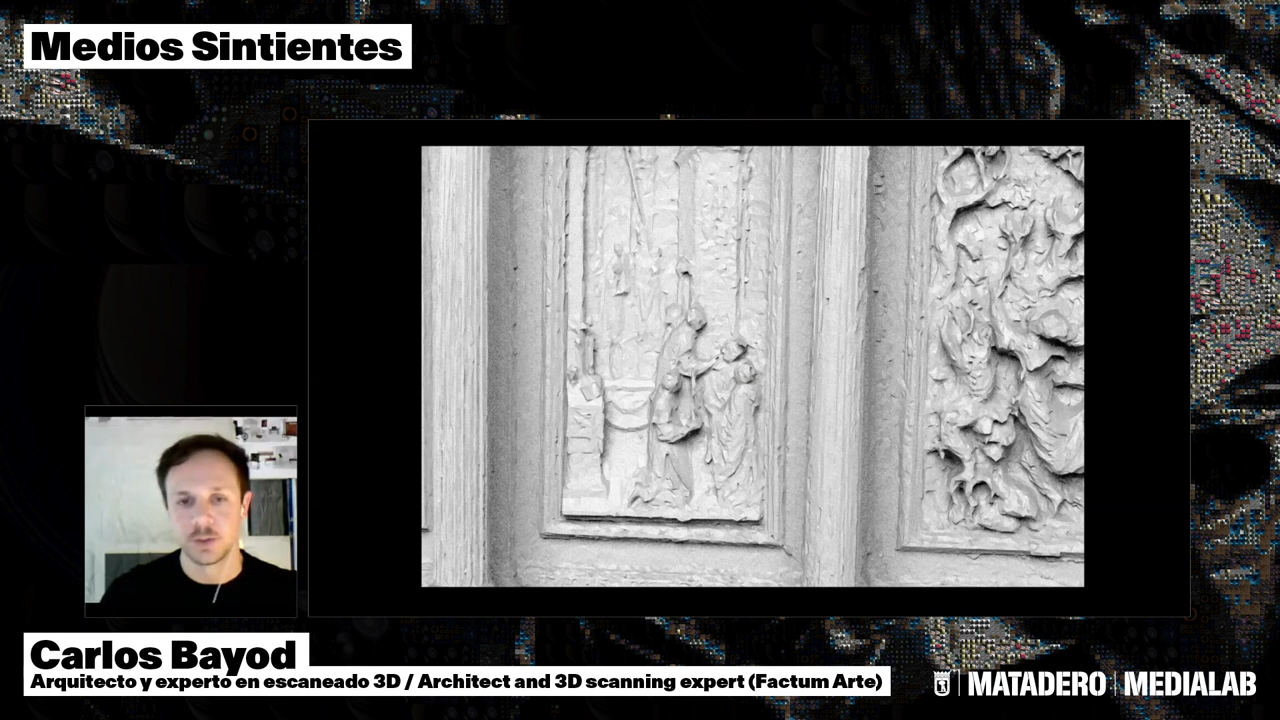 Medios Sintientes
Carlos Bayod
Arquitecto y experto en escaneado 3D / Architect and 3D scanning expert (Factum Arte)
MATADERO | MEDIALAB